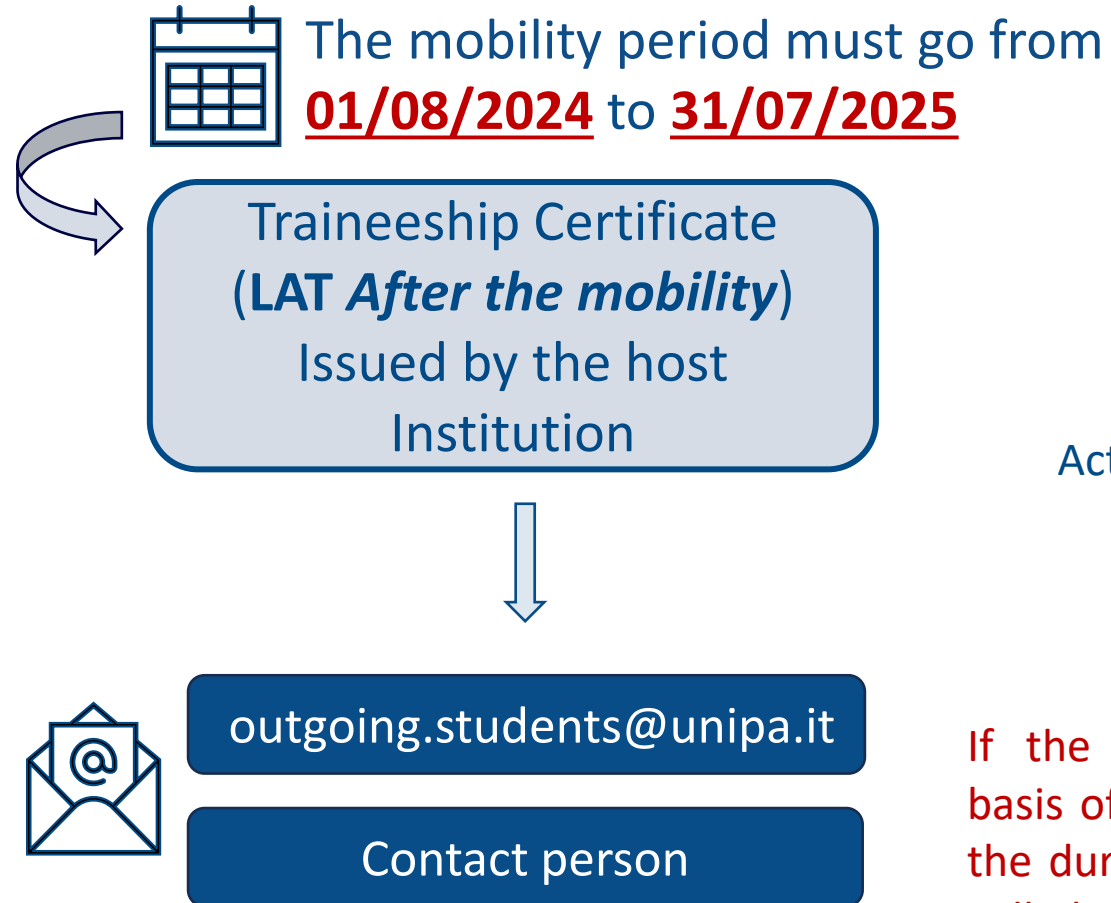 The mobility period must go from
01/08/2024 to 31/07/2025
Traineeship Certificate
(LAT After the mobility)
Issued by the host
Institution
outgoing.students@unipa.it
@
Contact person
If the
basis of
the dur